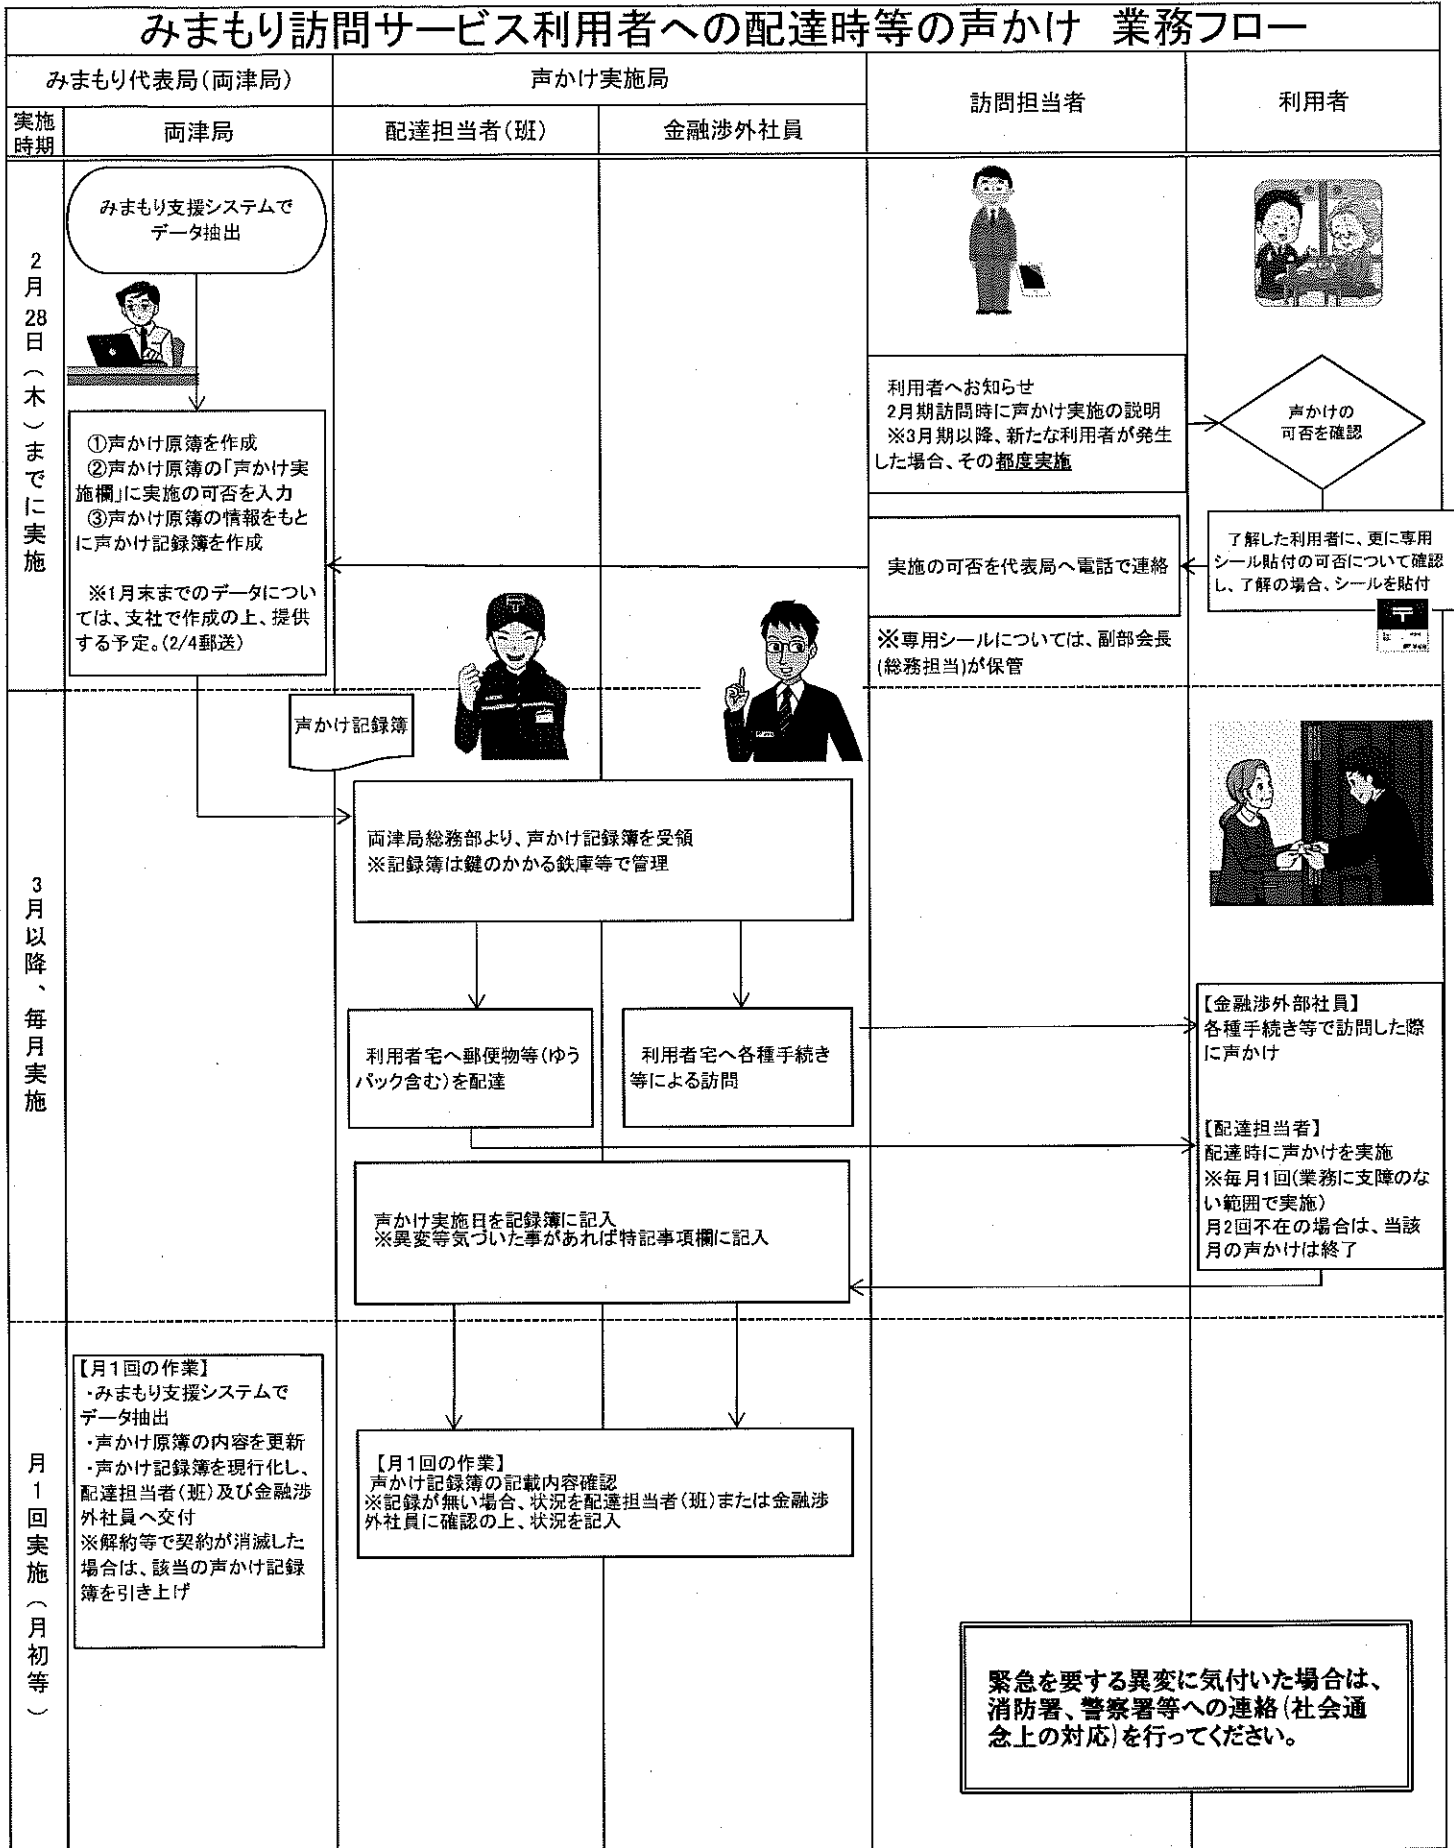 みまもり訪問サービス利用者への配達時等の声かけ 業務フロー
みまもり代表局(両津局)
声かけ実施局
訪問担当者
利用者
実施
時期
両津局
配達担当者(班)
金融渉外社員
2月28日(木)までに実施
みまもり支援システムで
データ抽出
①声かけ原簿を作成
②声かけ原簿の「声かけ実
施欄」に実施の可否を入力
③声かけ原簿の情報をもと
に声かけ記録簿を作成
※1月末までのデータについ
ては、支社で作成の上、提供
する予定。(2/4郵送)
利用者へお知らせ
2月期訪問時に声かけ実施の説明
※3月期以降、新たな利用者が発生
した場合、その都度実施
声かけの
可否を確認
了解した利用者に、更に専用
シール貼付の可否について確認
し、了解の場合、シールを貼付
実施の可否を代表局へ電話で連絡
※専用シールについては、副部会長
(総務担当)が保管
〒
3月以降、毎月実施
声かけ記録簿
両津局総務部より、声かけ記録簿を受領
※記録簿は鍵のかかる鉄庫等で管理
利用者宅へ郵便物等(ゆう
パック含む)を配達
利用者宅へ各種手続き
等による訪問
【金融渉外部社員】
各種手続き等で訪問した際
に声かけ
【配達担当者】
配達時に声かけを実施
※毎月1回(業務に支障のな
い範囲で実施)
月2回不在の場合は、当該
月の声かけは終了
声かけ実施日を記録簿に記入
※異変等気づいた事があれば特記事項欄に記入
月1回実施(月初等)
【月1回の作業】
・みまもり支援システムで
データ抽出
・声かけ原簿の内容を更新
・声かけ記録簿を現行化し、
配達担当者(班)及び金融渉
外社員へ交付
※解約等で契約が消滅した
場合は、該当の声かけ記録
簿を引き上げ
【月1回の作業】
声かけ記録簿の記載内容確認
※記録が無い場合、状況を配達担当者(班)または金融渉
外社員に確認の上、状況を記入
緊急を要する異変に気付いた場合は、
消防署、警察署等への連絡(社会通
念上の対応)を行ってください。